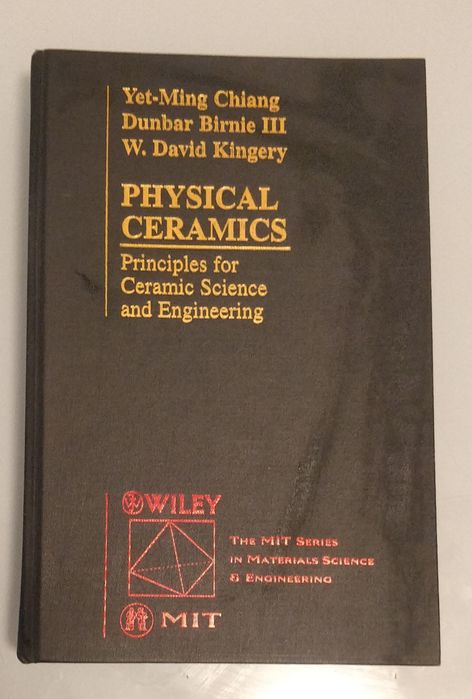 Yet-Ming Chiang
Dunbar Birnie III
W. David Kingery
PHYSICAL
CERAMICS
Principles for
Ceramic Science
and Engineering
WILEY
THE MIT SERIES
IN MATERIALS SCIENCE
& ENGINEERING
MIT